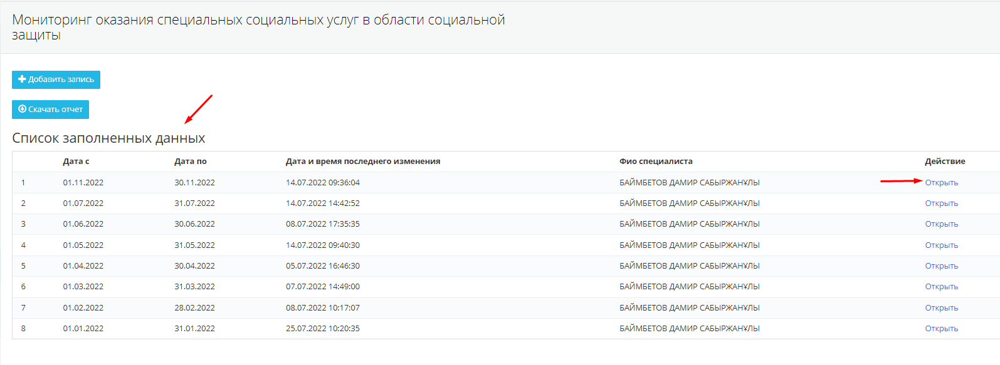 Мониторинг оказания специальных социальных услуг в области социальной
защиты
Добавить запись
Скачать отчет
Список заполненных данных
Дата с Дата по Дата и время последнего изменения Фио специалиста Действие
1 01.11.2022 30.11.2022 14.07.2022 09:36:04 БАЙМБЕТОВ ДАМИР САБЫРЖАНҰЛЫ Открыть
2 01.07.2022 31.07.2022 14.07.2022 14:42:52 БАЙМБЕТОВ ДАМИР САБЫРЖАНҰЛЫ Открыть
3 01.06.2022 30.06.2022 08.07.2022 17:35:35 БАЙМБЕТОВ ДАМИР САБЫРЖАНҰЛЫ Открыть
4 01.05.2022 31.05.2022 14.07.2022 09:40:30 БАЙМБЕТОВ ДАМИР САБЫРЖАНҰЛЫ Открыть
5 01.04.2022 30.04.2022 05.07.2022 16:46:30 БАЙМБЕТОВ ДАМИР САБЫРЖАНҰЛЫ Открыть
6 01.03.2022 31.03.2022 07.07.2022 14:49:00 БАЙМБЕТОВ ДАМИР САБЫРЖАНҰЛЫ Открыть
7 01.02.2022 28.02.2022 08.07.2022 10:17:07 БАЙМБЕТОВ ДАМИР САБЫРЖАНҰЛЫ Открыть
8 01.01.2022 31.01.2022 25.07.2022 10:20:35 БАЙМБЕТОВ ДАМИР САБЫРЖАНҰЛЫ Открыть